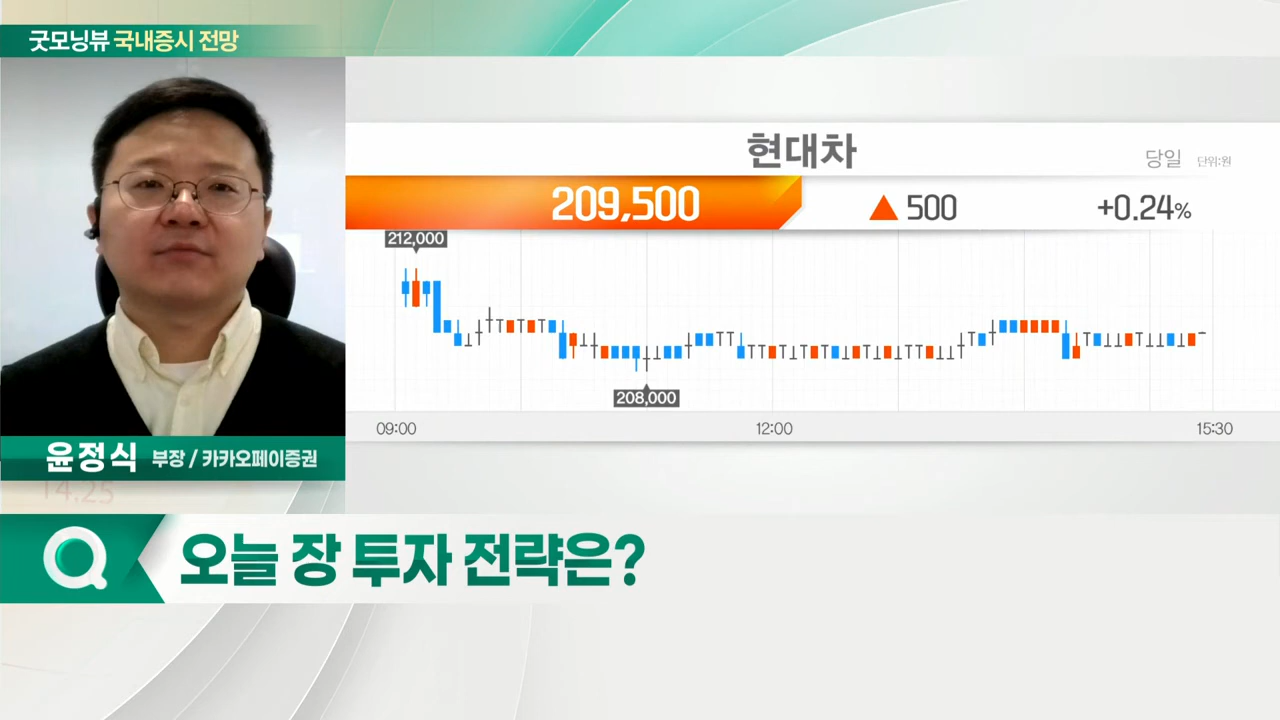 굿모닝뷰 국내증시 전망
현대차
당일 단위:원
209,500 ▲ 500 +0.24%
212,000
208,000
09:00 12:00 15:30
윤정식 부장 / 카카오페이증권
14.25
Q 오늘 장 투자 전략은?